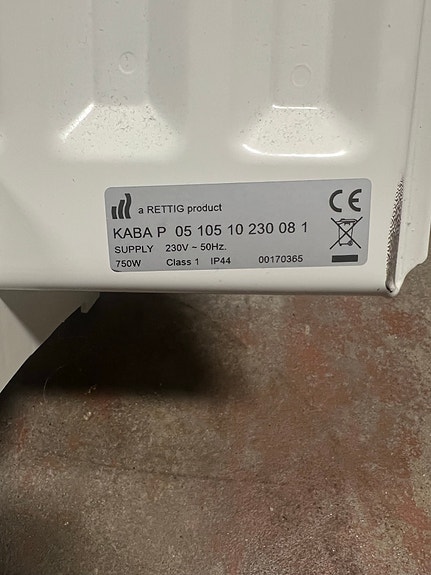 a RETTIG product
CE
KABA P 05 105 10 230 08 1
SUPPLY 230V ~ 50Hz.
750W Class 1 IP44 00170365